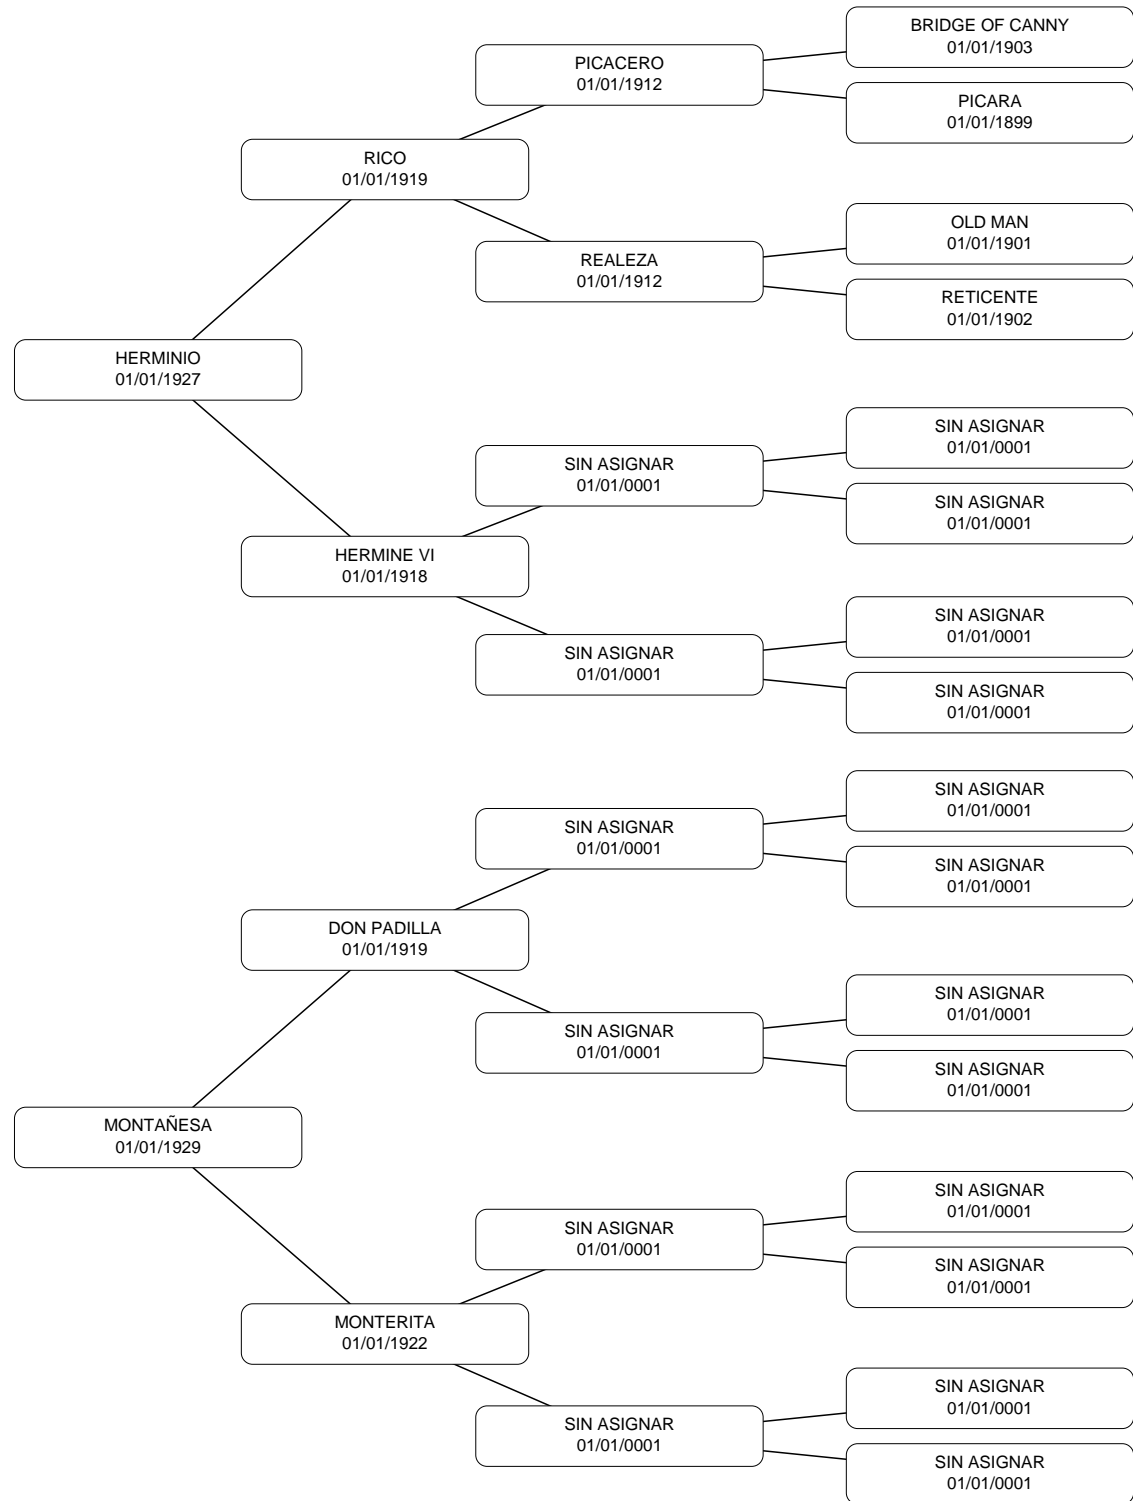 BRIDGE OF CANNY
01/01/1903
PICACERO
01/01/1912
PICARA
01/01/1899
RICO
01/01/1919
OLD MAN
01/01/1901
REALEZA
01/01/1912
RETICENTE
01/01/1902
HERMINIO
01/01/1927
SIN ASIGNAR
01/01/0001
SIN ASIGNAR
01/01/0001
SIN ASIGNAR
01/01/0001
HERMINE VI
01/01/1918
SIN ASIGNAR
01/01/0001
SIN ASIGNAR
01/01/0001
SIN ASIGNAR
01/01/0001
SIN ASIGNAR
01/01/0001
SIN ASIGNAR
01/01/0001
SIN ASIGNAR
01/01/0001
DON PADILLA
01/01/1919
SIN ASIGNAR
01/01/0001
SIN ASIGNAR
01/01/0001
SIN ASIGNAR
01/01/0001
MONTAÑESA
01/01/1929
SIN ASIGNAR
01/01/0001
SIN ASIGNAR
01/01/0001
SIN ASIGNAR
01/01/0001
MONTERITA
01/01/1922
SIN ASIGNAR
01/01/0001
SIN ASIGNAR
01/01/0001
SIN ASIGNAR
01/01/0001